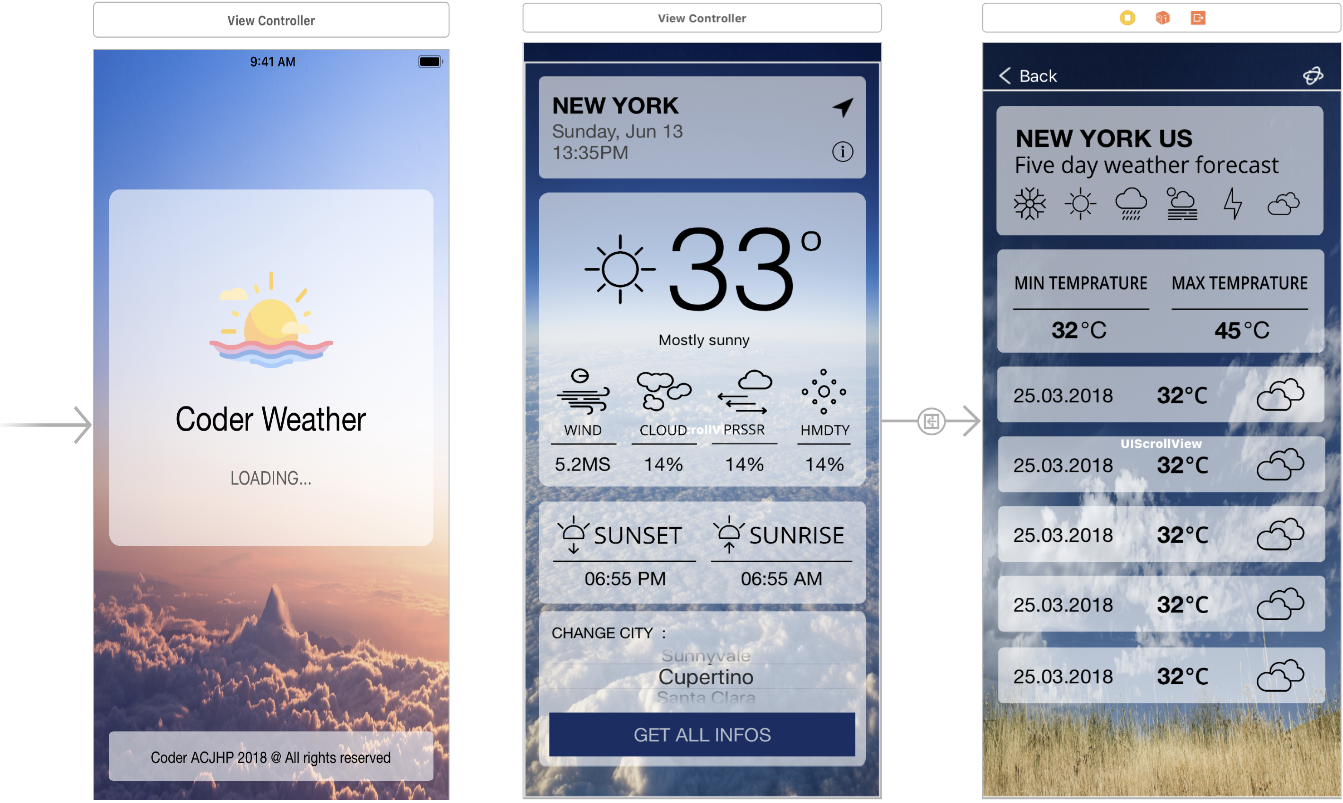 View Controller
9:41 AM
Coder Weather
LOADING...
Coder ACJHP 2018 @ All rights reserved
View Controller
NEW YORK
Sunday, Jun 13
13:35PM
33°
Mostly sunny
WIND CLOUD PRSSR HMDTY
5.2MS 14% 14% 14%
SUNSET SUNRISE
06:55 PM 06:55 AM
CHANGE CITY :
Sunnyvale
Cupertino
Santa Clara
GET ALL INFOS
Back
NEW YORK US
Five day weather forecast
MIN TEMPRATURE MAX TEMPRATURE
32°C 45°C
25.03.2018 32°C
UIScrollView
25.03.2018 32°C
25.03.2018 32°C
25.03.2018 32°C
25.03.2018 32°C